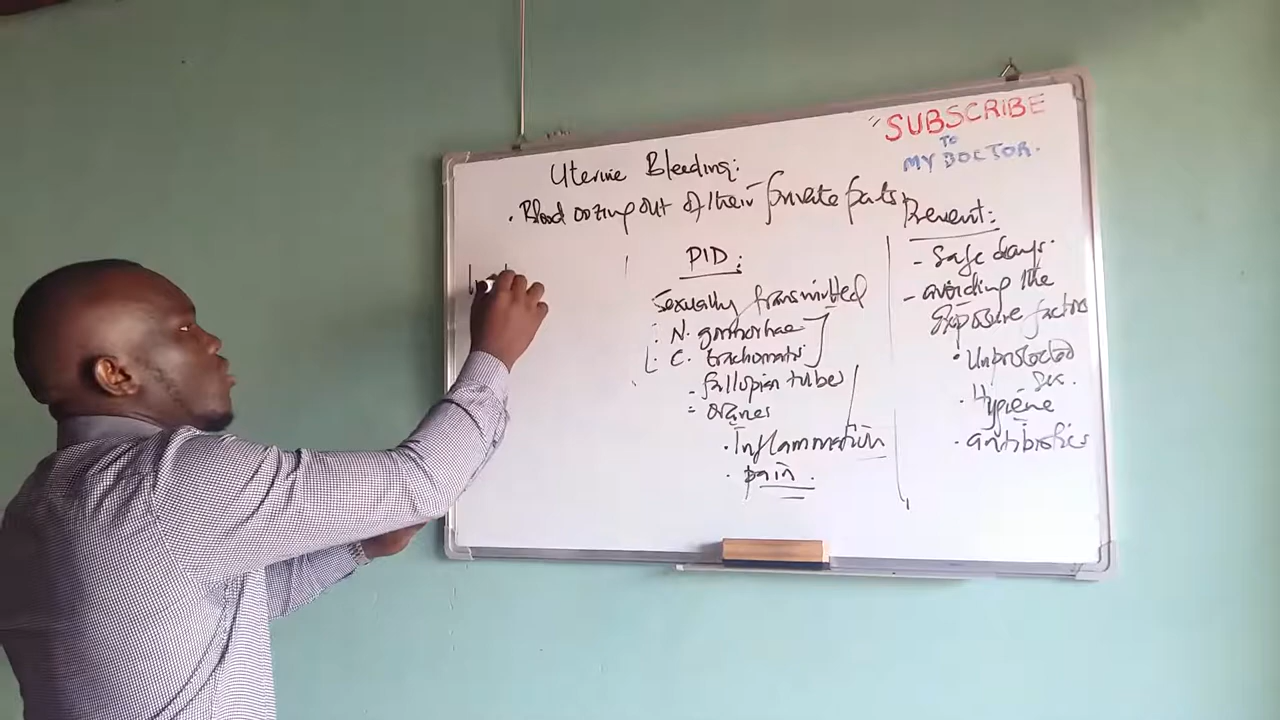 SUBSCRIBE
TO
MY DOCTOR.
Uterine Bleeding:
. Blood oozing out of their private parts
PID:
Sexually transmitted
: N. gonnorhae
: C. trachomatis
- fallopian tubes
- ovaries
. Inflammation
. pain.
Prevent:
- Safe days.
- avoiding the
Exposure factors
. Unprotected
Sex.
. Hygiene
. antibiotics